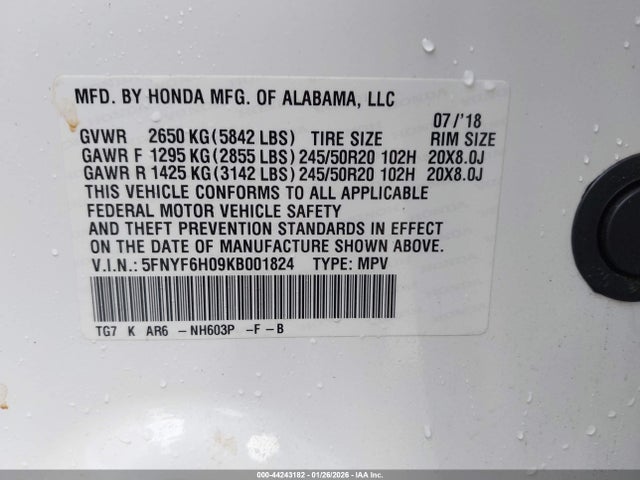 MFD. BY HONDA MFG. OF ALABAMA, LLC
07/'18
GVWR 2650 KG (5842 LBS) TIRE SIZE RIM SIZE
GAWR F 1295 KG (2855 LBS) 245/50R20 102H 20X8.0J
GAWR R 1425 KG (3142 LBS) 245/50R20 102H 20X8.0J
THIS VEHICLE CONFORMS TO ALL APPLICABLE
FEDERAL MOTOR VEHICLE SAFETY
AND THEFT PREVENTION STANDARDS IN EFFECT
ON THE DATE OF MANUFACTURE SHOWN ABOVE.
V.I.N.: 5FNYF6H09KB001824 TYPE: MPV
TG7 K AR6 -NH603P -F-B
000-44243182 | 01/26/2026 | IAA Inc.